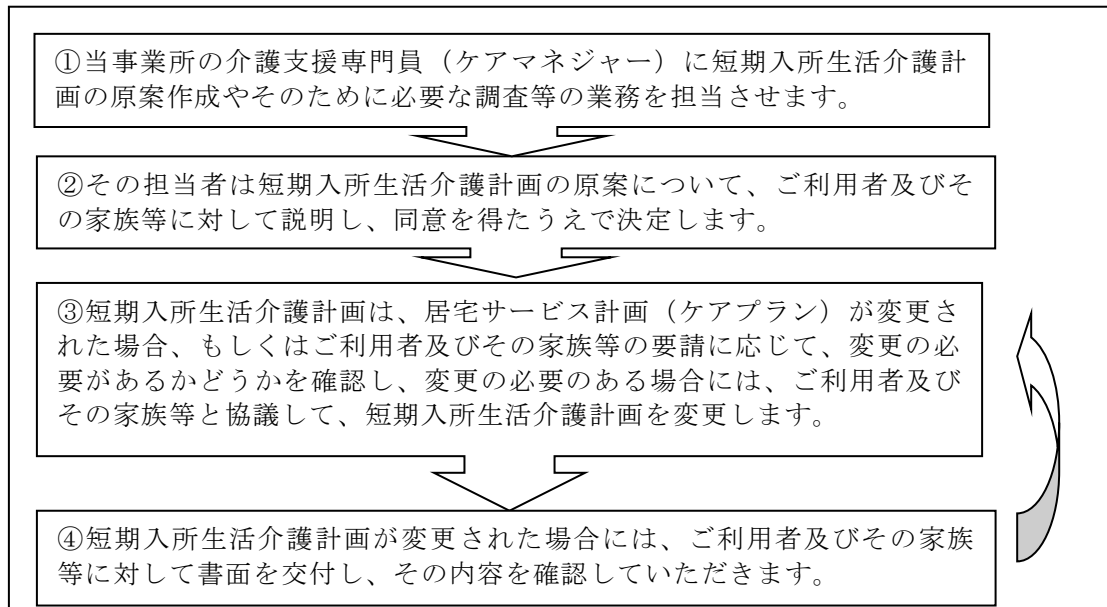 ①当事業所の介護支援専門員（ケアマネジャー）に短期入所生活介護計
画の原案作成やそのために必要な調査等の業務を担当させます。
②その担当者は短期入所生活介護計画の原案について、ご利用者及びそ
の家族等に対して説明し、同意を得たうえで決定します。
③短期入所生活介護計画は、居宅サービス計画（ケアプラン）が変更さ
れた場合、もしくはご利用者及びその家族等の要請に応じて、変更の必
要があるかどうかを確認し、変更の必要のある場合には、ご利用者及び
その家族等と協議して、短期入所生活介護計画を変更します。
④短期入所生活介護計画が変更された場合には、ご利用者及びその家族
等に対して書面を交付し、その内容を確認していただきます。